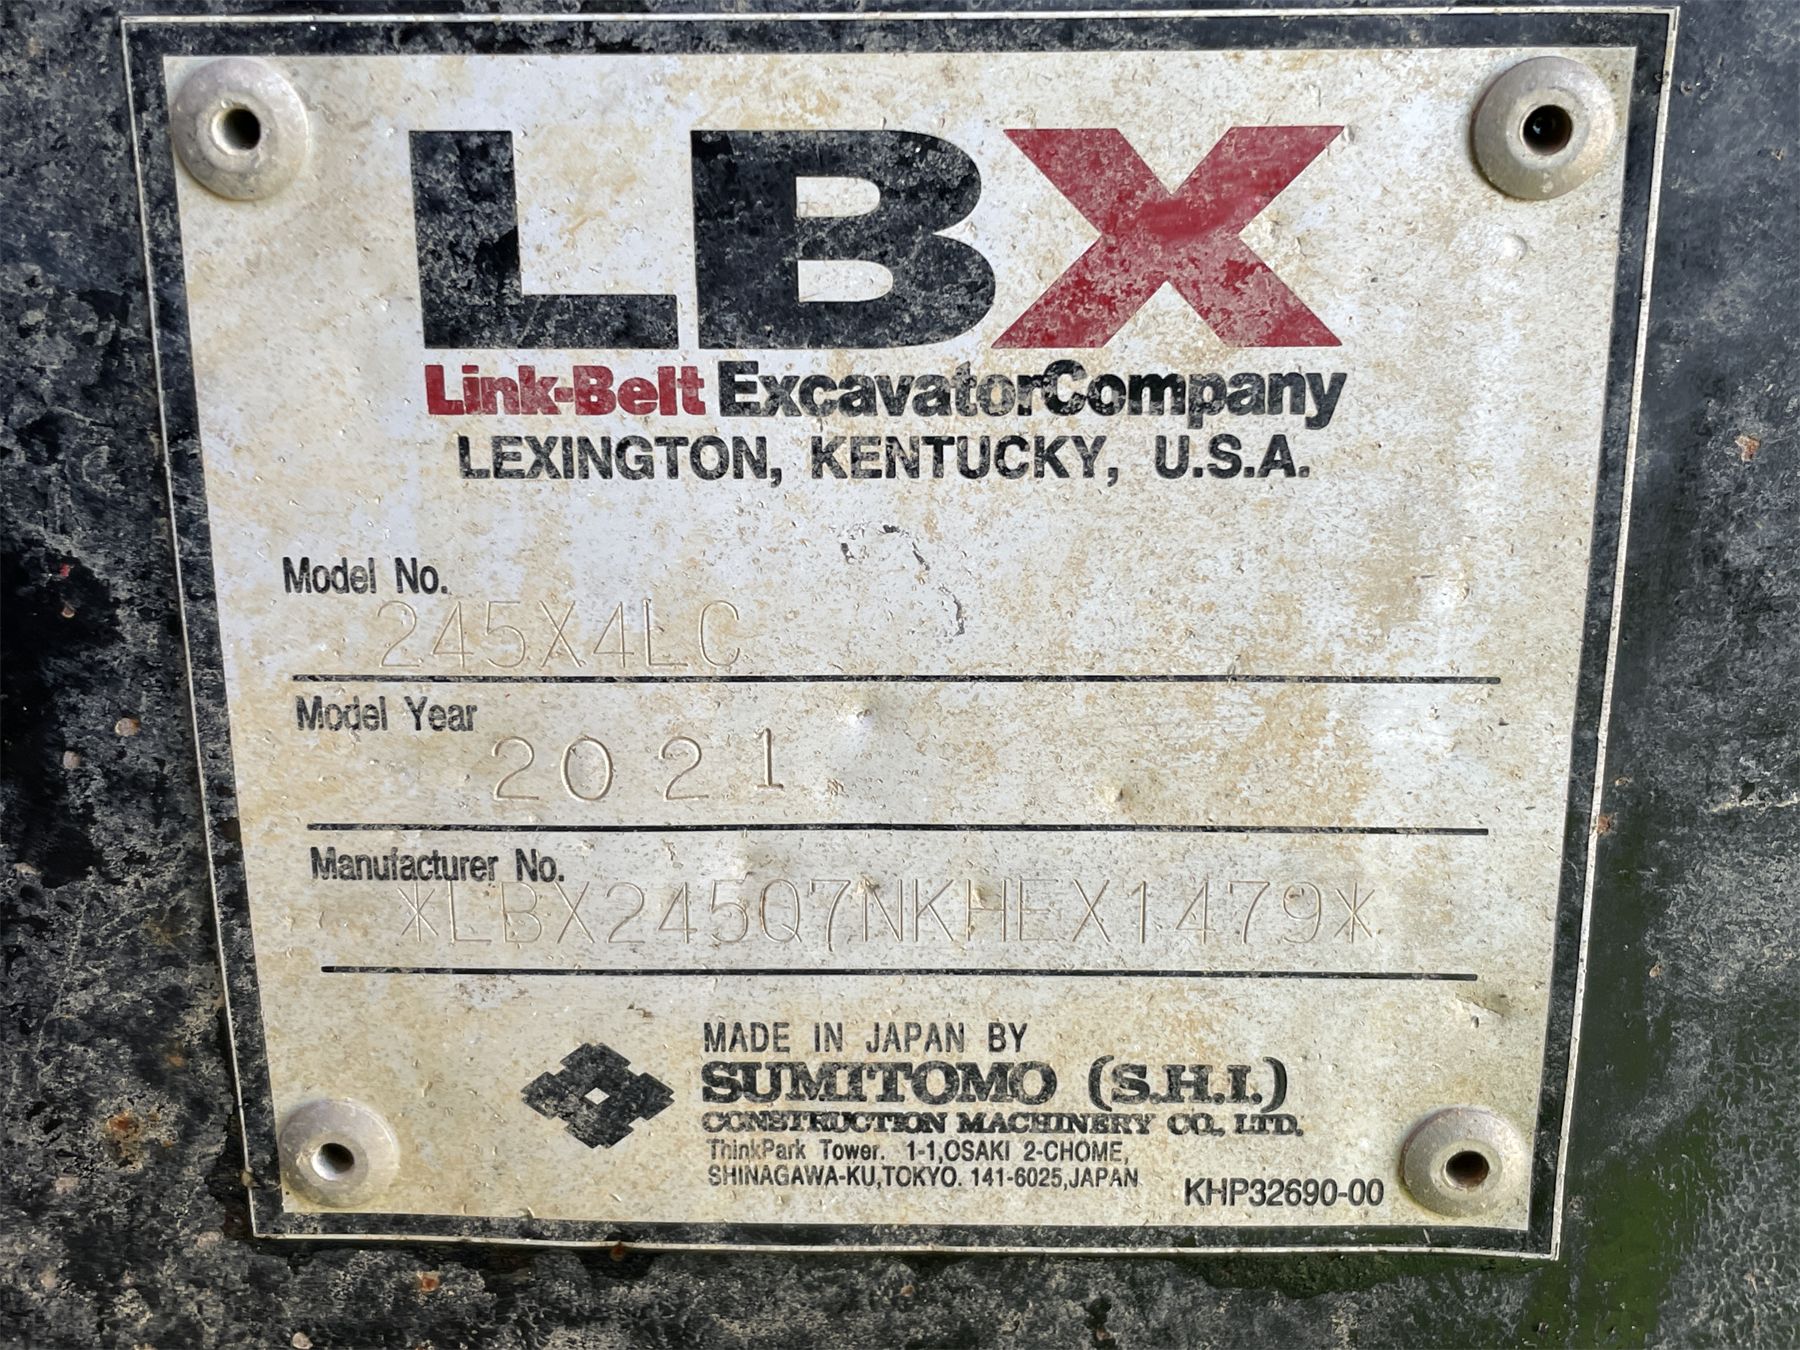 LBX
Link-Belt Excavator Company
LEXINGTON, KENTUCKY, U.S.A.
Model No.
245X4LC
Model Year
2021
Manufacturer No.
*LBX245Q7NKHEX1479*
MADE IN JAPAN BY
SUMITOMO (S.H.I.)
CONSTRUCTION MACHINERY CO., LTD.
ThinkPark Tower. 1-1,OSAKI 2-CHOME,
SHINAGAWA-KU,TOKYO. 141-6025,JAPAN
KHP32690-00